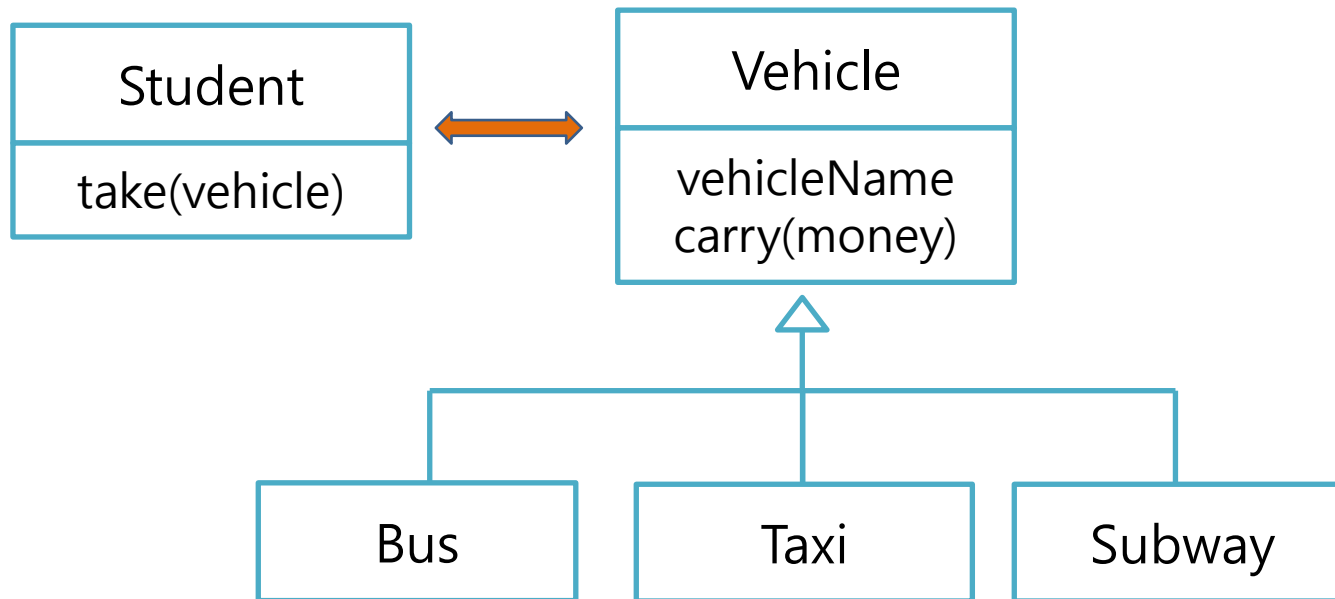 Student
take(vehicle)
Vehicle
vehicleName
carry(money)
Bus
Taxi
Subway